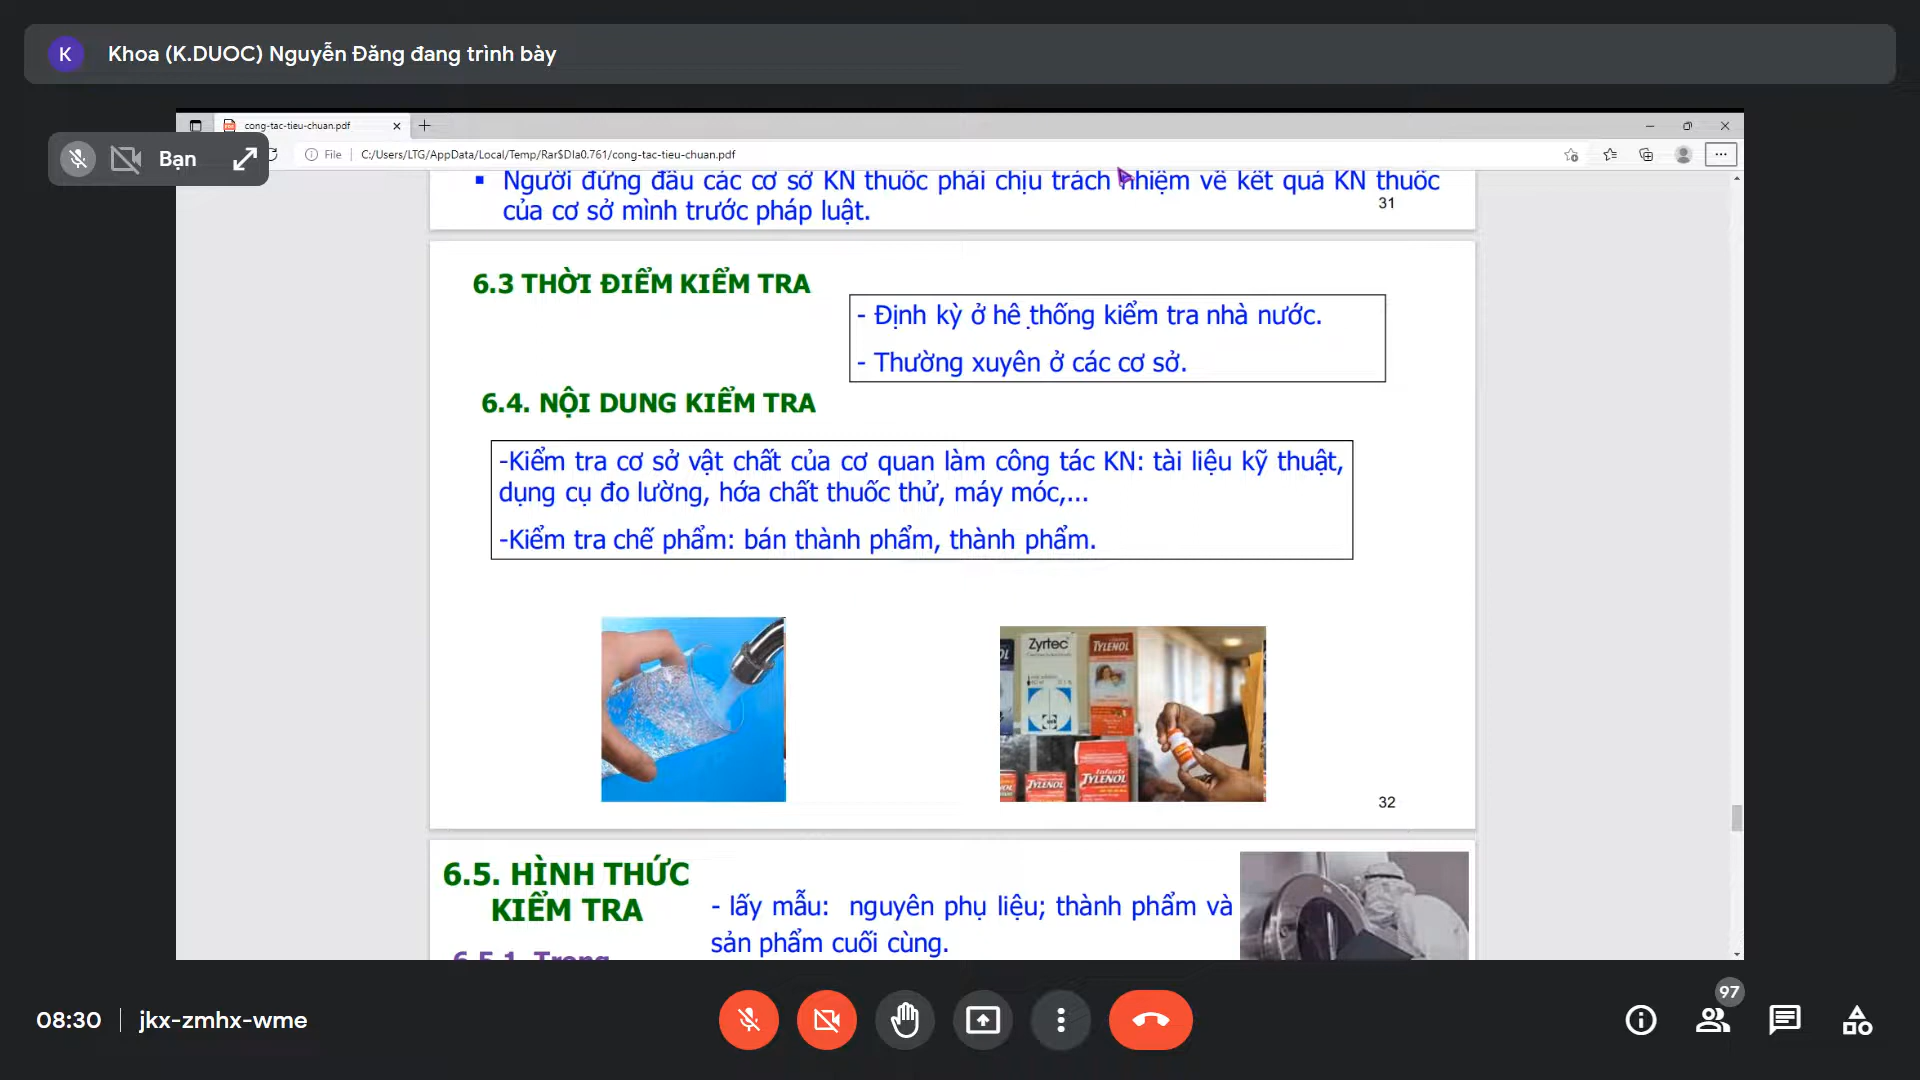 K Khoa (K.DUOC) Nguyễn Đăng đang trình bày
cong-tac-tieu-chuan.pdf
Bạn
File C:/Users/LTG/AppData/Local/Temp/Rar$DIa0.761/cong-tac-tieu-chuan.pdf
▪ Người đứng đầu các cơ sở KN thuốc phải chịu trách nhiệm về kết quả KN thuốc
của cơ sở mình trước pháp luật.
31
6.3 THỜI ĐIỂM KIỂM TRA
- Định kỳ ở hê ̣thống kiểm tra nhà nước.
- Thường xuyên ở các cơ sở.
6.4. NỘI DUNG KIỂM TRA
-Kiểm tra cơ sở vật chất của cơ quan làm công tác KN: tài liệu kỹ thuật,
dụng cụ đo lường, hóa chất thuốc thử, máy móc,...
-Kiểm tra chế phẩm: bán thành phẩm, thành phẩm.
Zyrtec
TYLENOL
Infants'
TYLENOL
TYLENOL
32
6.5. HÌNH THỨC
KIỂM TRA
- lấy mẫu: nguyên phụ liệu; thành phẩm và
sản phẩm cuối cùng.
6.5.1. Trong
08:30 jkx-zmhx-wme
97